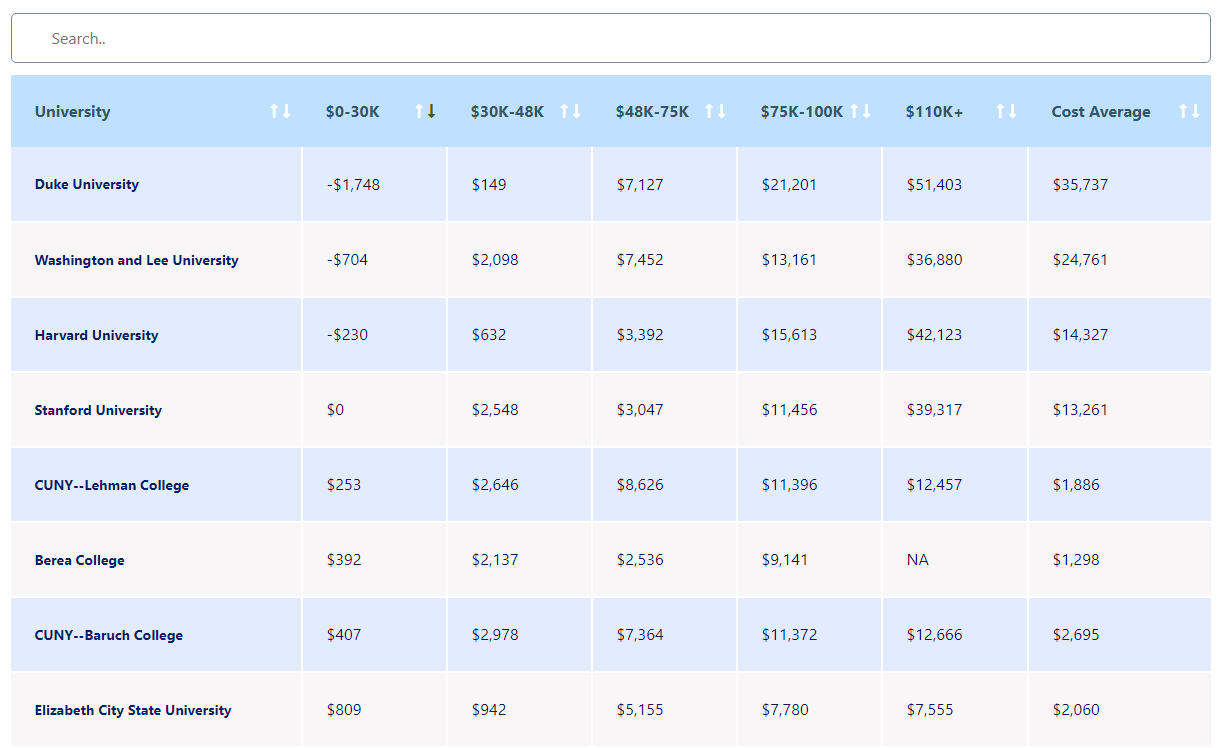 Search..
University $0-30K $30K-48K $48K-75K $75K-100K $110K+ Cost Average
Duke University -$1,748 $149 $7,127 $21,201 $51,403 $35,737
Washington and Lee University -$704 $2,098 $7,452 $13,161 $36,880 $24,761
Harvard University -$230 $632 $3,392 $15,613 $42,123 $14,327
Stanford University $0 $2,548 $3,047 $11,456 $39,317 $13,261
CUNY--Lehman College $253 $2,646 $8,626 $11,396 $12,457 $1,886
Berea College $392 $2,137 $2,536 $9,141 NA $1,298
CUNY--Baruch College $407 $2,978 $7,364 $11,372 $12,666 $2,695
Elizabeth City State University $809 $942 $5,155 $7,780 $7,555 $2,060